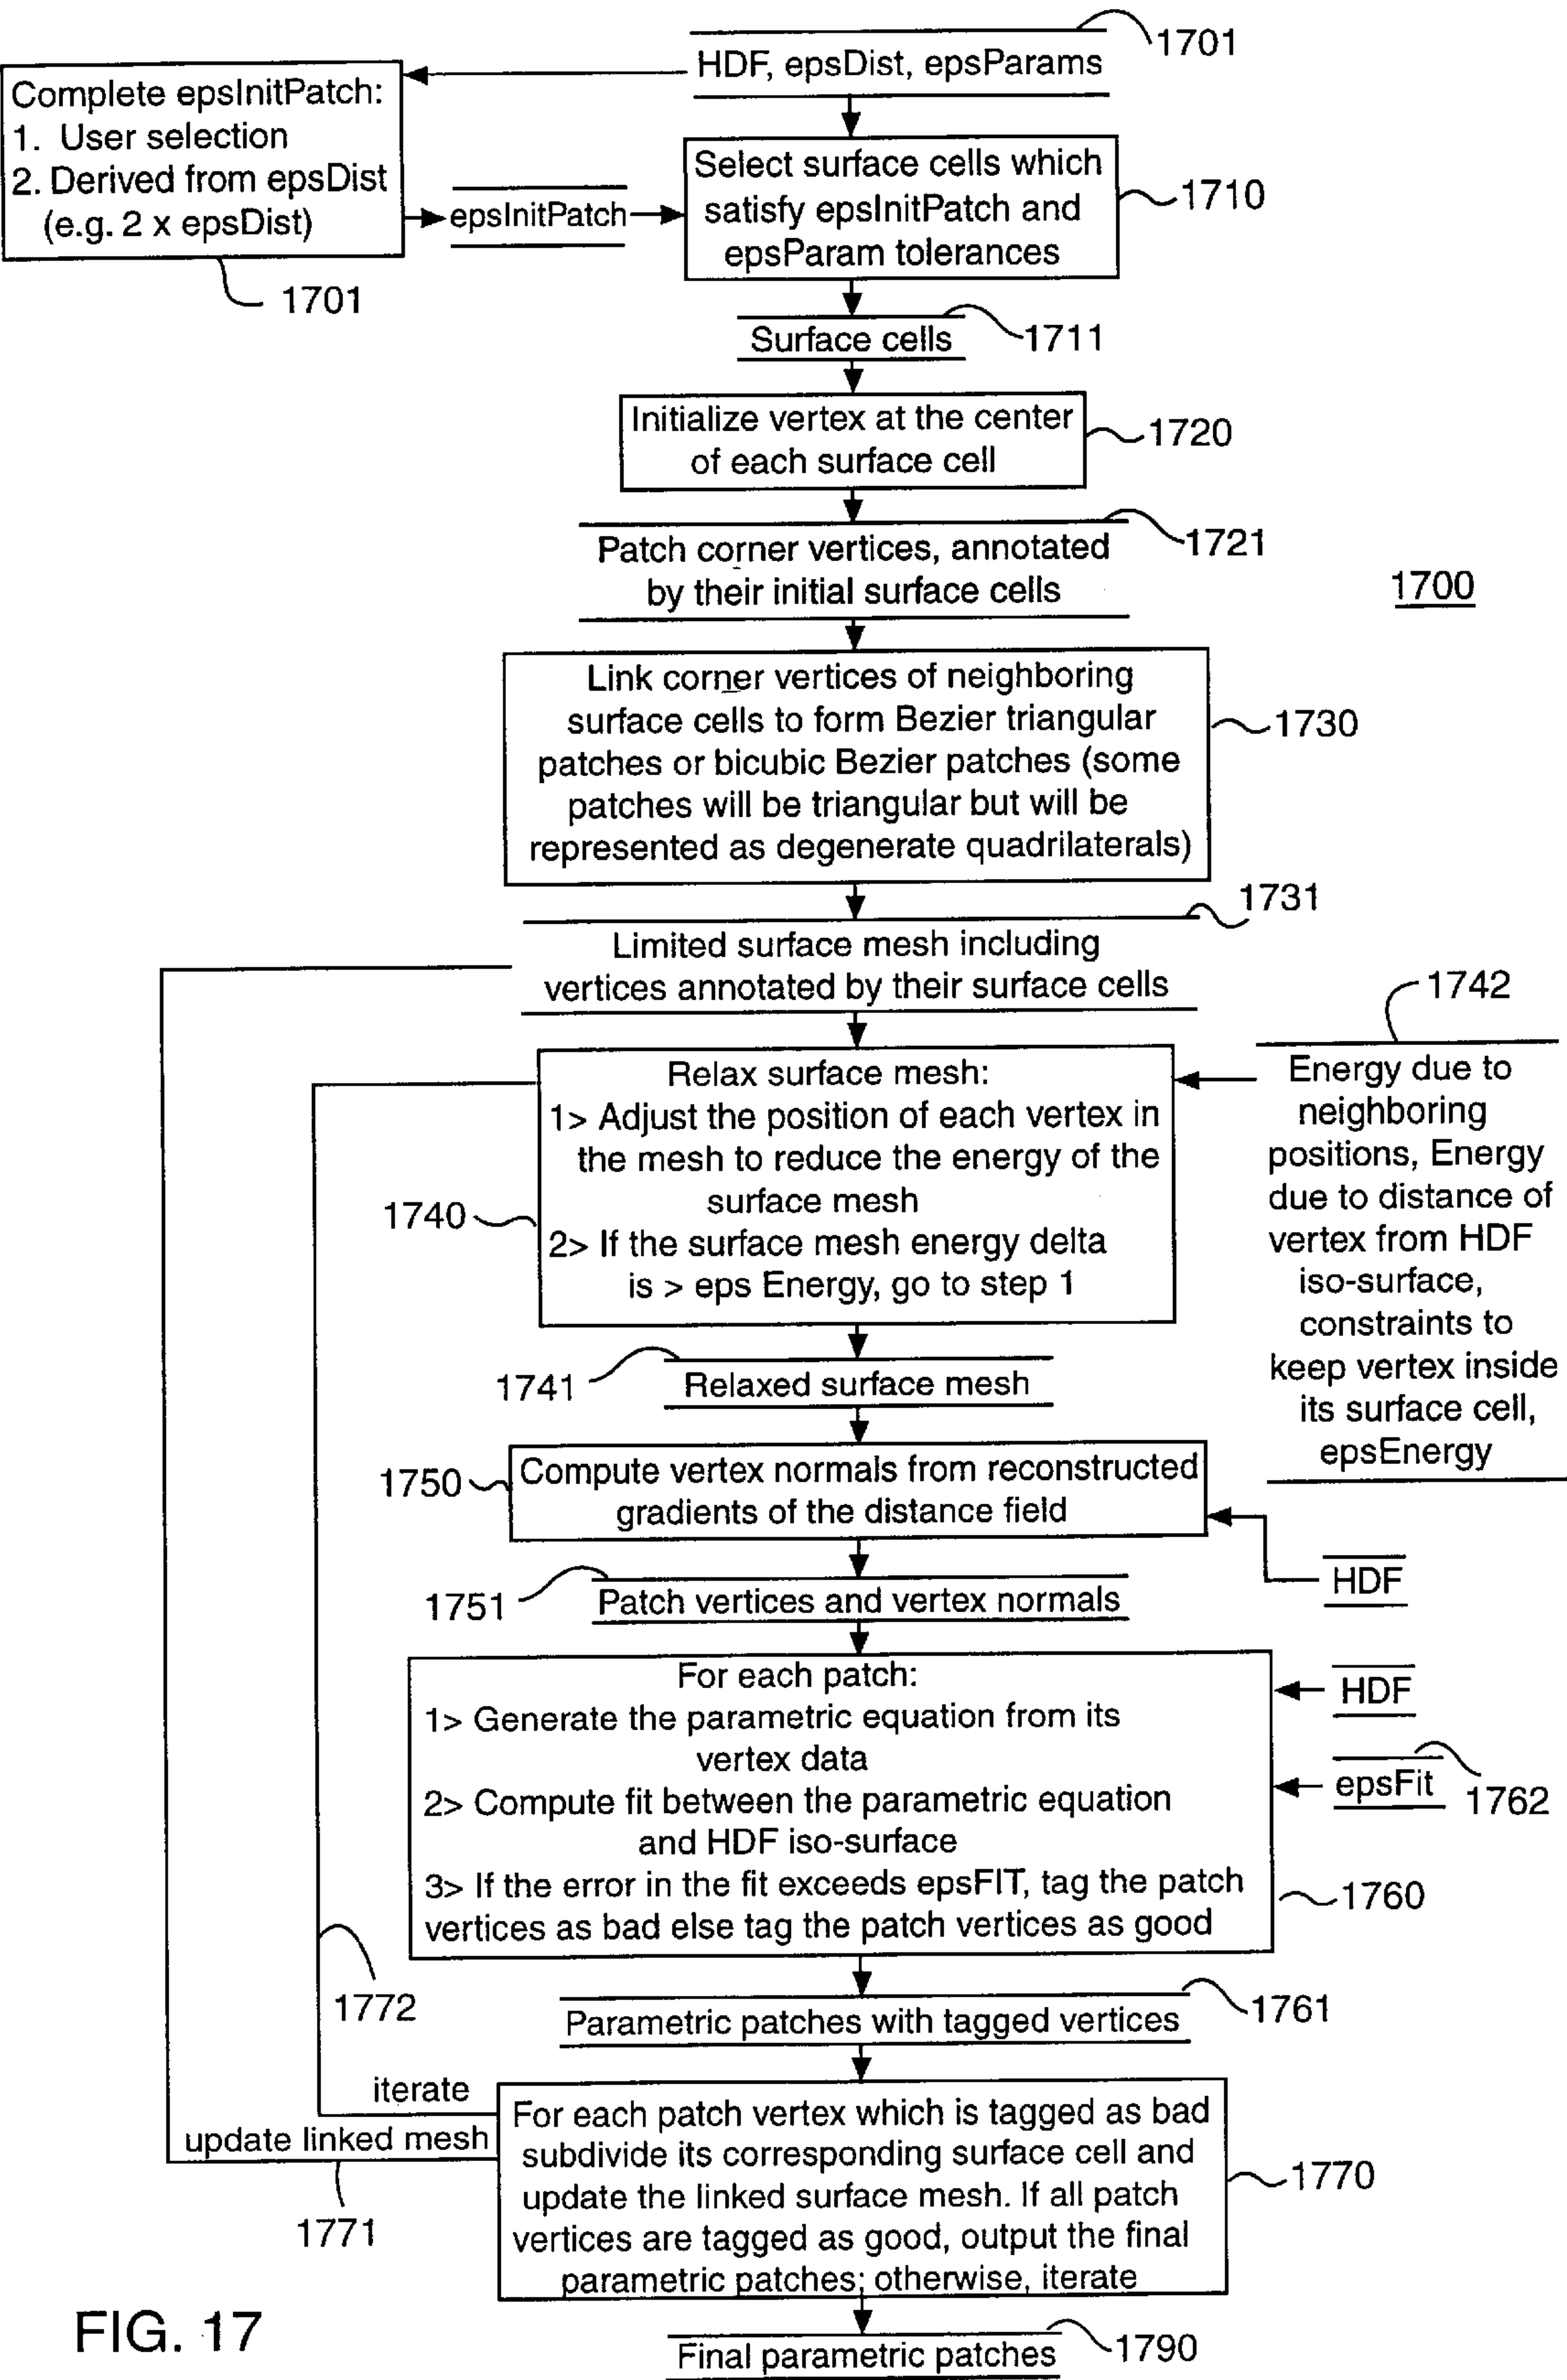 1701
HDF, epsDist, epsParams
Complete epsInitPatch:
1. User selection
2. Derived from epsDist
(e.g. 2 x epsDist)
1701
epsInitPatch
Select surface cells which
satisfy epsInitPatch and
epsParam tolerances
1710
Surface cells
1711
Initialize vertex at the center
of each surface cell
1720
Patch corner vertices, annotated
by their initial surface cells
1721
1700
Link corner vertices of neighboring
surface cells to form Bezier triangular
patches or bicubic Bezier patches (some
patches will be triangular but will be
represented as degenerate quadrilaterals)
1730
1731
Limited surface mesh including
vertices annotated by their surface cells
1742
Relax surface mesh:
1> Adjust the position of each vertex in
the mesh to reduce the energy of the
surface mesh
2> If the surface mesh energy delta
is > eps Energy, go to step 1
1740
Energy due to
neighboring
positions, Energy
due to distance of
vertex from HDF
iso-surface,
constraints to
keep vertex inside
its surface cell,
epsEnergy
1741
Relaxed surface mesh
1750
Compute vertex normals from reconstructed
gradients of the distance field
HDF
1751
Patch vertices and vertex normals
For each patch:
1> Generate the parametric equation from its
vertex data
2> Compute fit between the parametric equation
and HDF iso-surface
3> If the error in the fit exceeds epsFIT, tag the patch
vertices as bad else tag the patch vertices as good
HDF
epsFit
1762
1760
1772
Parametric patches with tagged vertices
1761
iterate
update linked mesh
1771
For each patch vertex which is tagged as bad
subdivide its corresponding surface cell and
update the linked surface mesh. If all patch
vertices are tagged as good, output the final
parametric patches; otherwise, iterate
1770
FIG. 17
Final parametric patches
1790